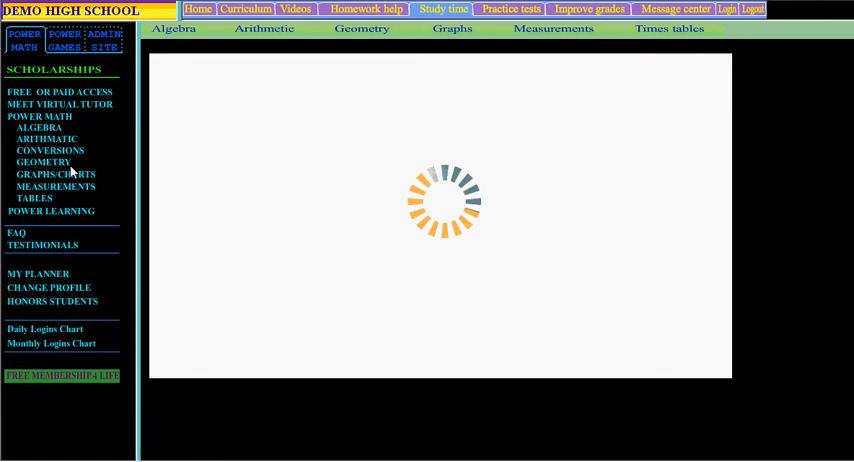 DEMO HIGH SCHOOL
Home Curriculum Videos Homework help Study time Practice tests Improve grades Message center Login Logout
POWER MATH POWER GAMES ADMIN SITE
Algebra Arithmetic Geometry Graphs Measurements Times tables
SCHOLARSHIPS
FREE OR PAID ACCESS
MEET VIRTUAL TUTOR
POWER MATH
ALGEBRA
ARITHMATIC
CONVERSIONS
GEOMETRY
GRAPHS/CHARTS
MEASUREMENTS
TABLES
POWER LEARNING
FAQ
TESTIMONIALS
MY PLANNER
CHANGE PROFILE
HONORS STUDENTS
Daily Logins Chart
Monthly Logins Chart
FREE MEMBERSHIP4 LIFE